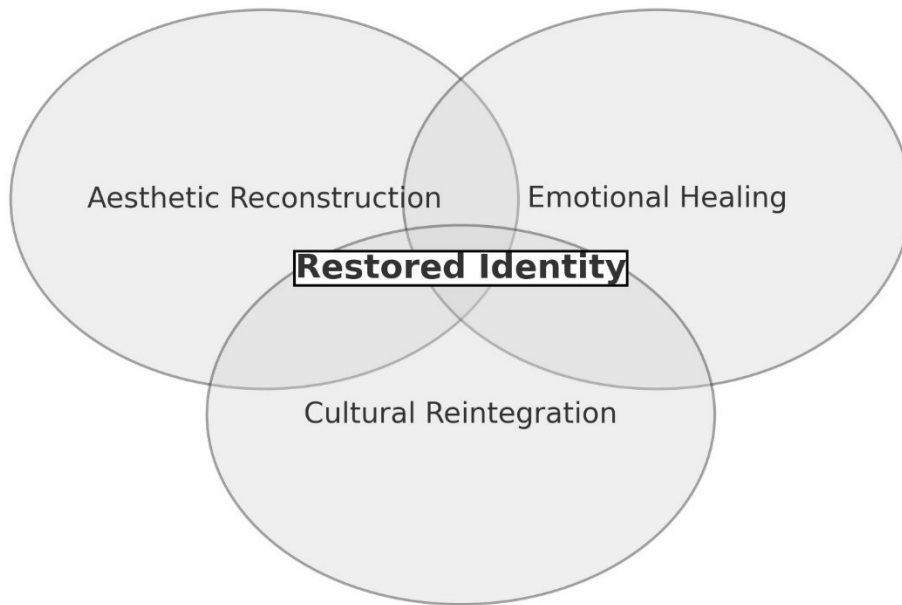 Aesthetic Reconstruction
Emotional Healing
Restored Identity
Cultural Reintegration